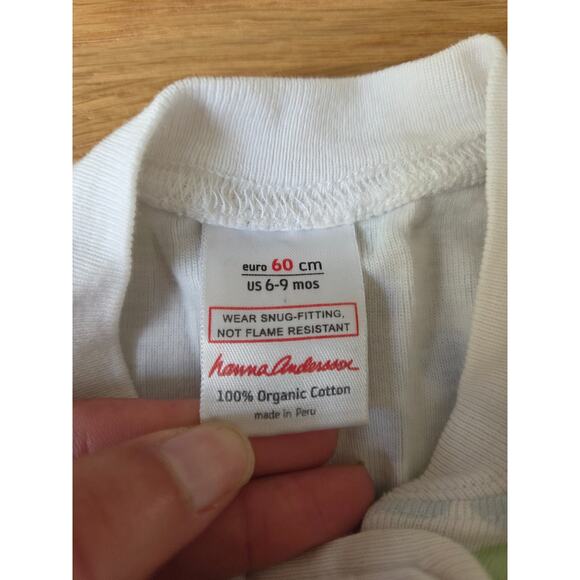 euro 60 cm
US 6-9 mos
WEAR SNUG-FITTING,
NOT FLAME RESISTANT
hanna andersson
100% Organic Cotton
made in Peru